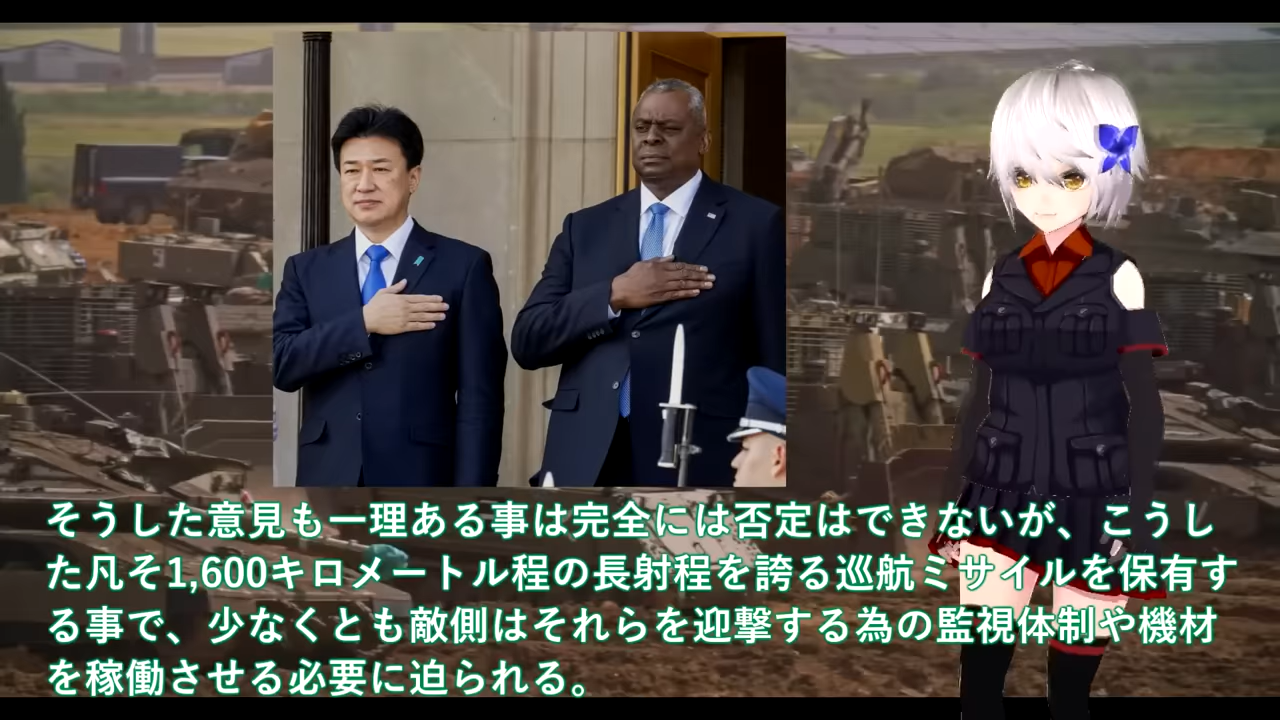 そうした意見も一理ある事は完全には否定はできないが、こうし
た凡そ1,600キロメートル程の長射程を誇る巡航ミサイルを保有す
る事で、少なくとも敵側はそれらを迎撃する為の監視体制や機材
を稼働させる必要に迫られる。